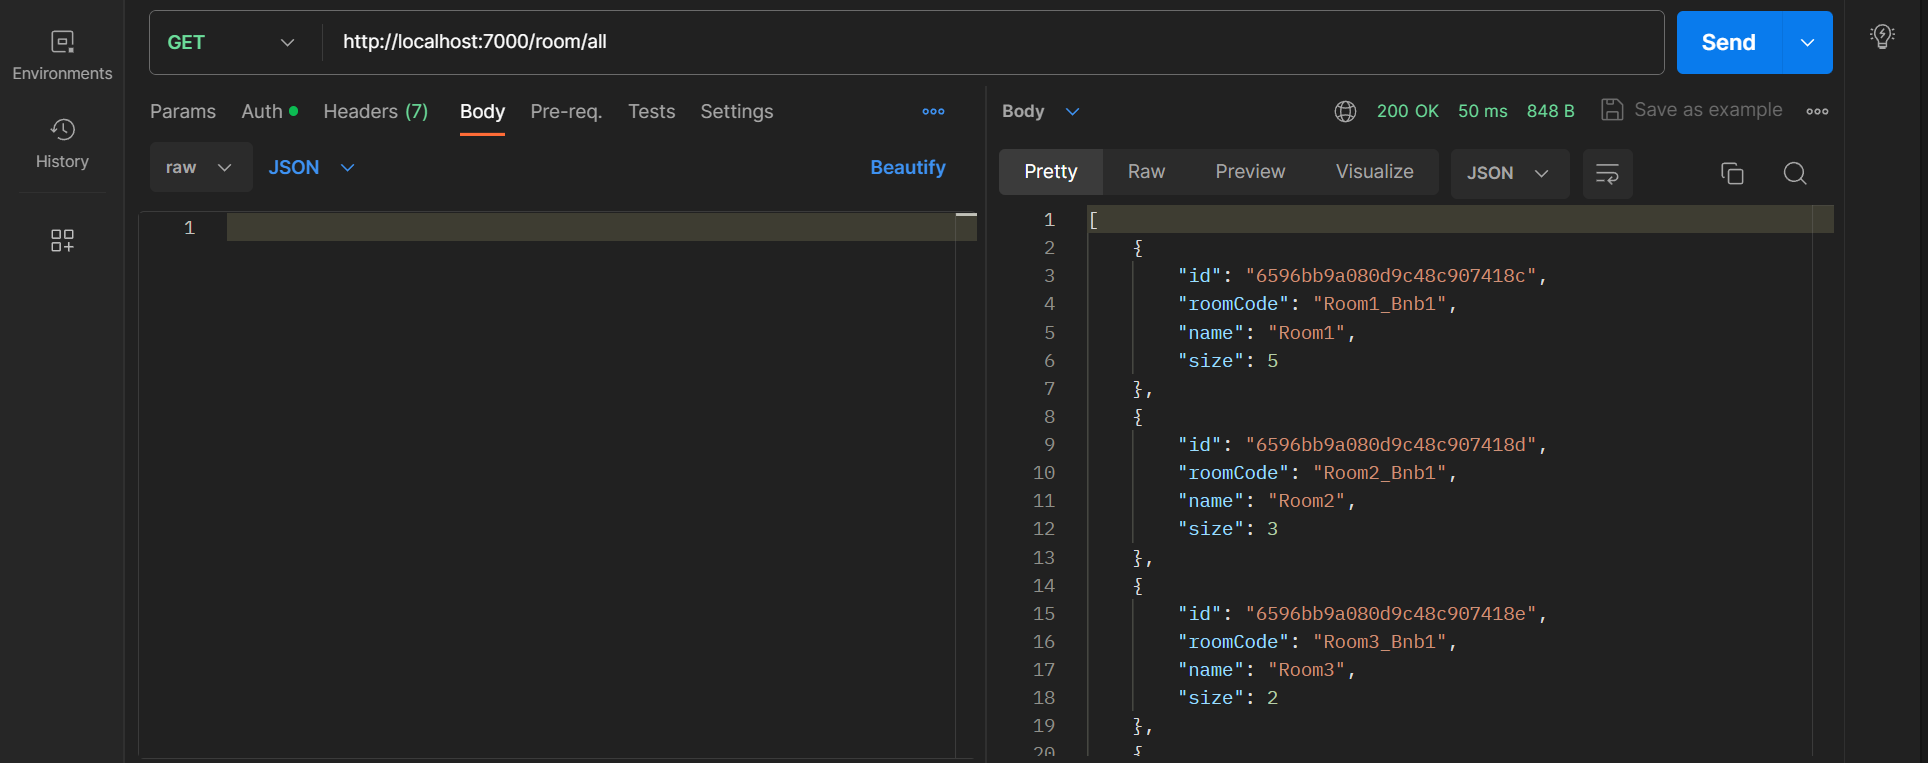 GET http://localhost:7000/room/all Send
Environments
History
Params Auth Headers (7) Body Pre-req. Tests Settings
raw JSON Beautify
1
Body 200 OK 50 ms 848 B Save as example
Pretty Raw Preview Visualize JSON
1 [
2 {
3 "id": "6596bb9a080d9c48c907418c",
4 "roomCode": "Room1_Bnb1",
5 "name": "Room1",
6 "size": 5
7 },
8 {
9 "id": "6596bb9a080d9c48c907418d",
10 "roomCode": "Room2_Bnb1",
11 "name": "Room2",
12 "size": 3
13 },
14 {
15 "id": "6596bb9a080d9c48c907418e",
16 "roomCode": "Room3_Bnb1",
17 "name": "Room3",
18 "size": 2
19 },
20 {